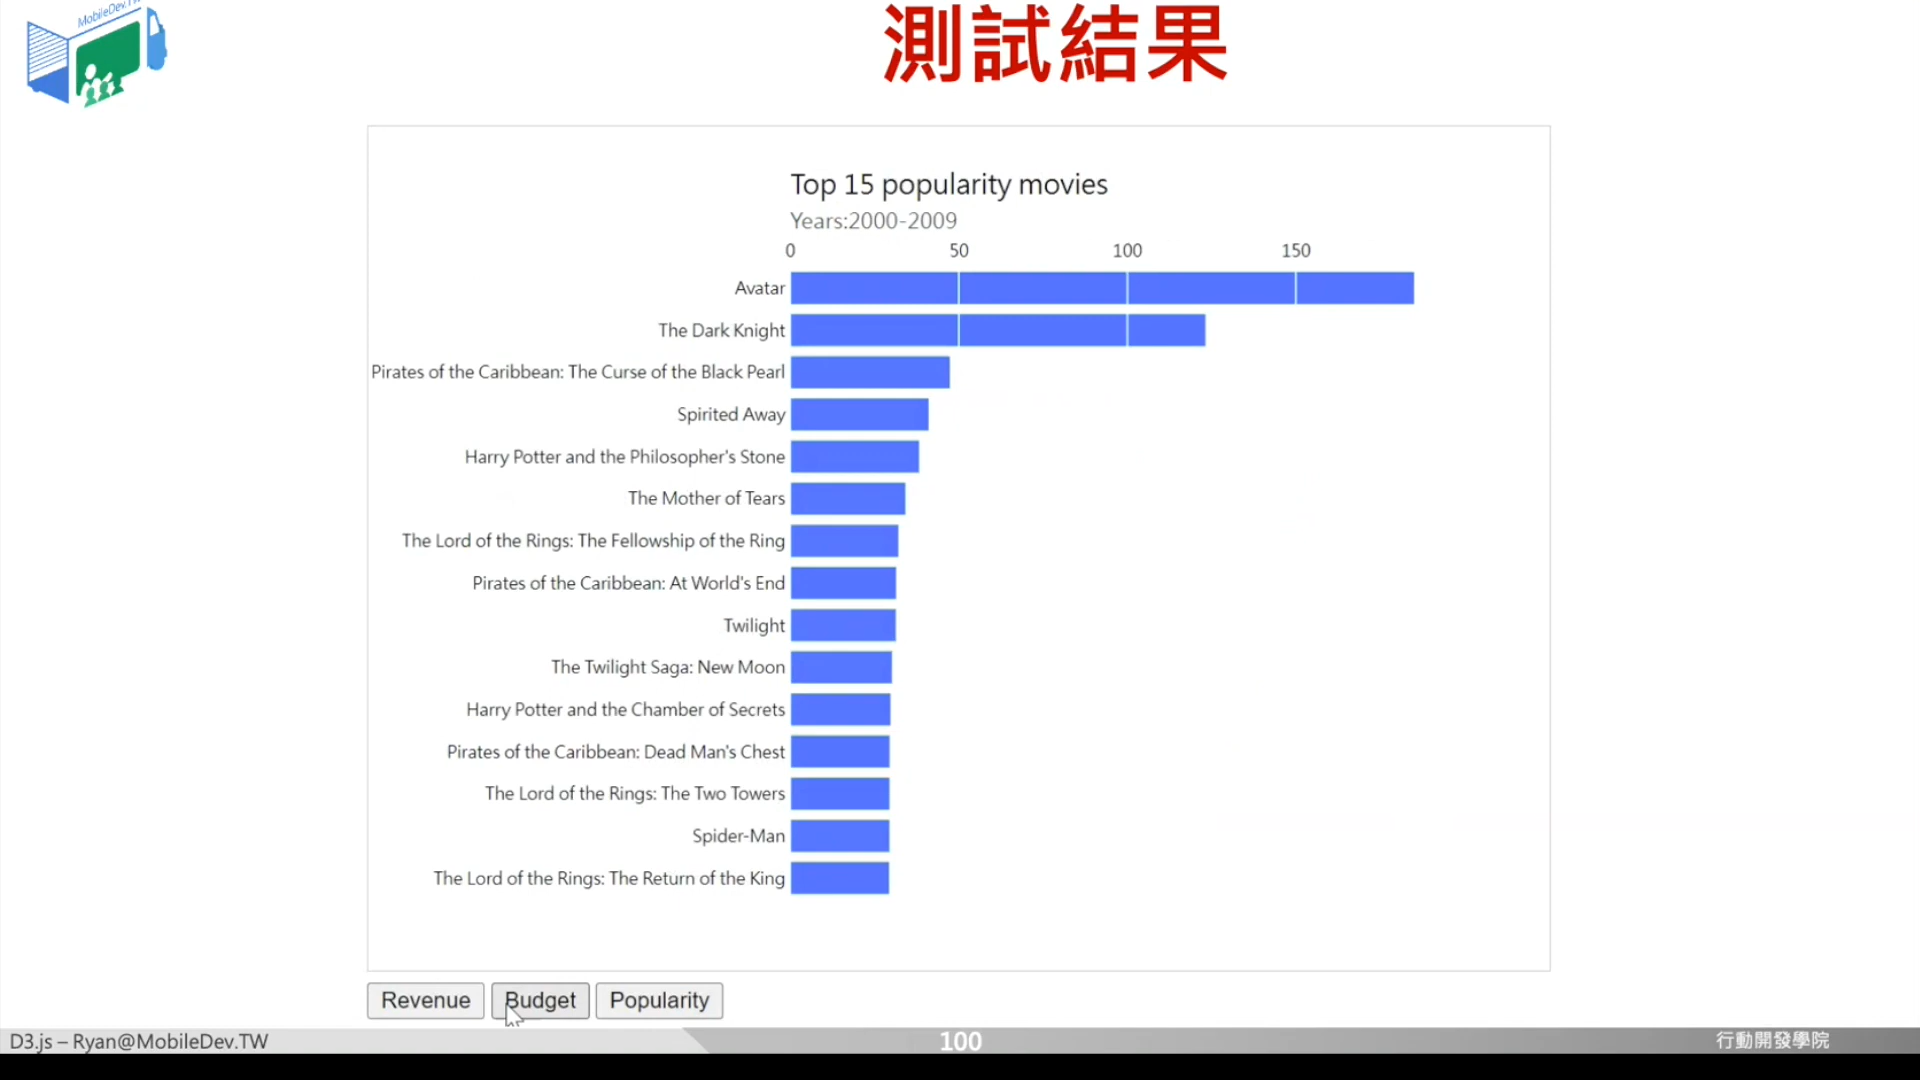 測試結果
Top 15 popularity movies
Years:2000-2009
0 50 100 150
Avatar
The Dark Knight
Pirates of the Caribbean: The Curse of the Black Pearl
Spirited Away
Harry Potter and the Philosopher's Stone
The Mother of Tears
The Lord of the Rings: The Fellowship of the Ring
Pirates of the Caribbean: At World's End
Twilight
The Twilight Saga: New Moon
Harry Potter and the Chamber of Secrets
Pirates of the Caribbean: Dead Man's Chest
The Lord of the Rings: The Two Towers
Spider-Man
The Lord of the Rings: The Return of the King
Revenue Budget Popularity
D3.js – Ryan@MobileDev.TW 100 行動開發學院